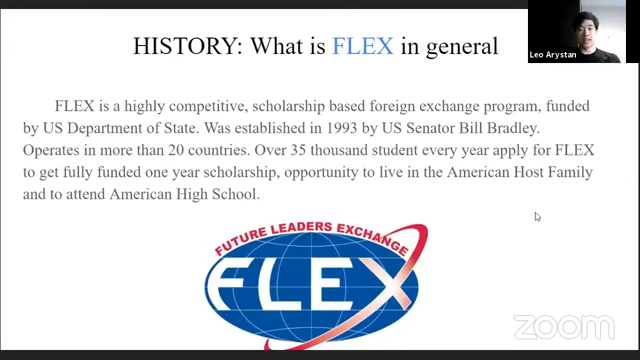 HISTORY: What is FLEX in general
Leo Arystan
FLEX is a highly competitive, scholarship based foreign exchange program, funded
by US Department of State. Was established in 1993 by US Senator Bill Bradley.
Operates in more than 20 countries. Over 35 thousand student every year apply for FLEX
to get fully funded one year scholarship, opportunity to live in the American Host Family
and to attend American High School.
FUTURE LEADERS EXCHANGE
FLEX
zoom